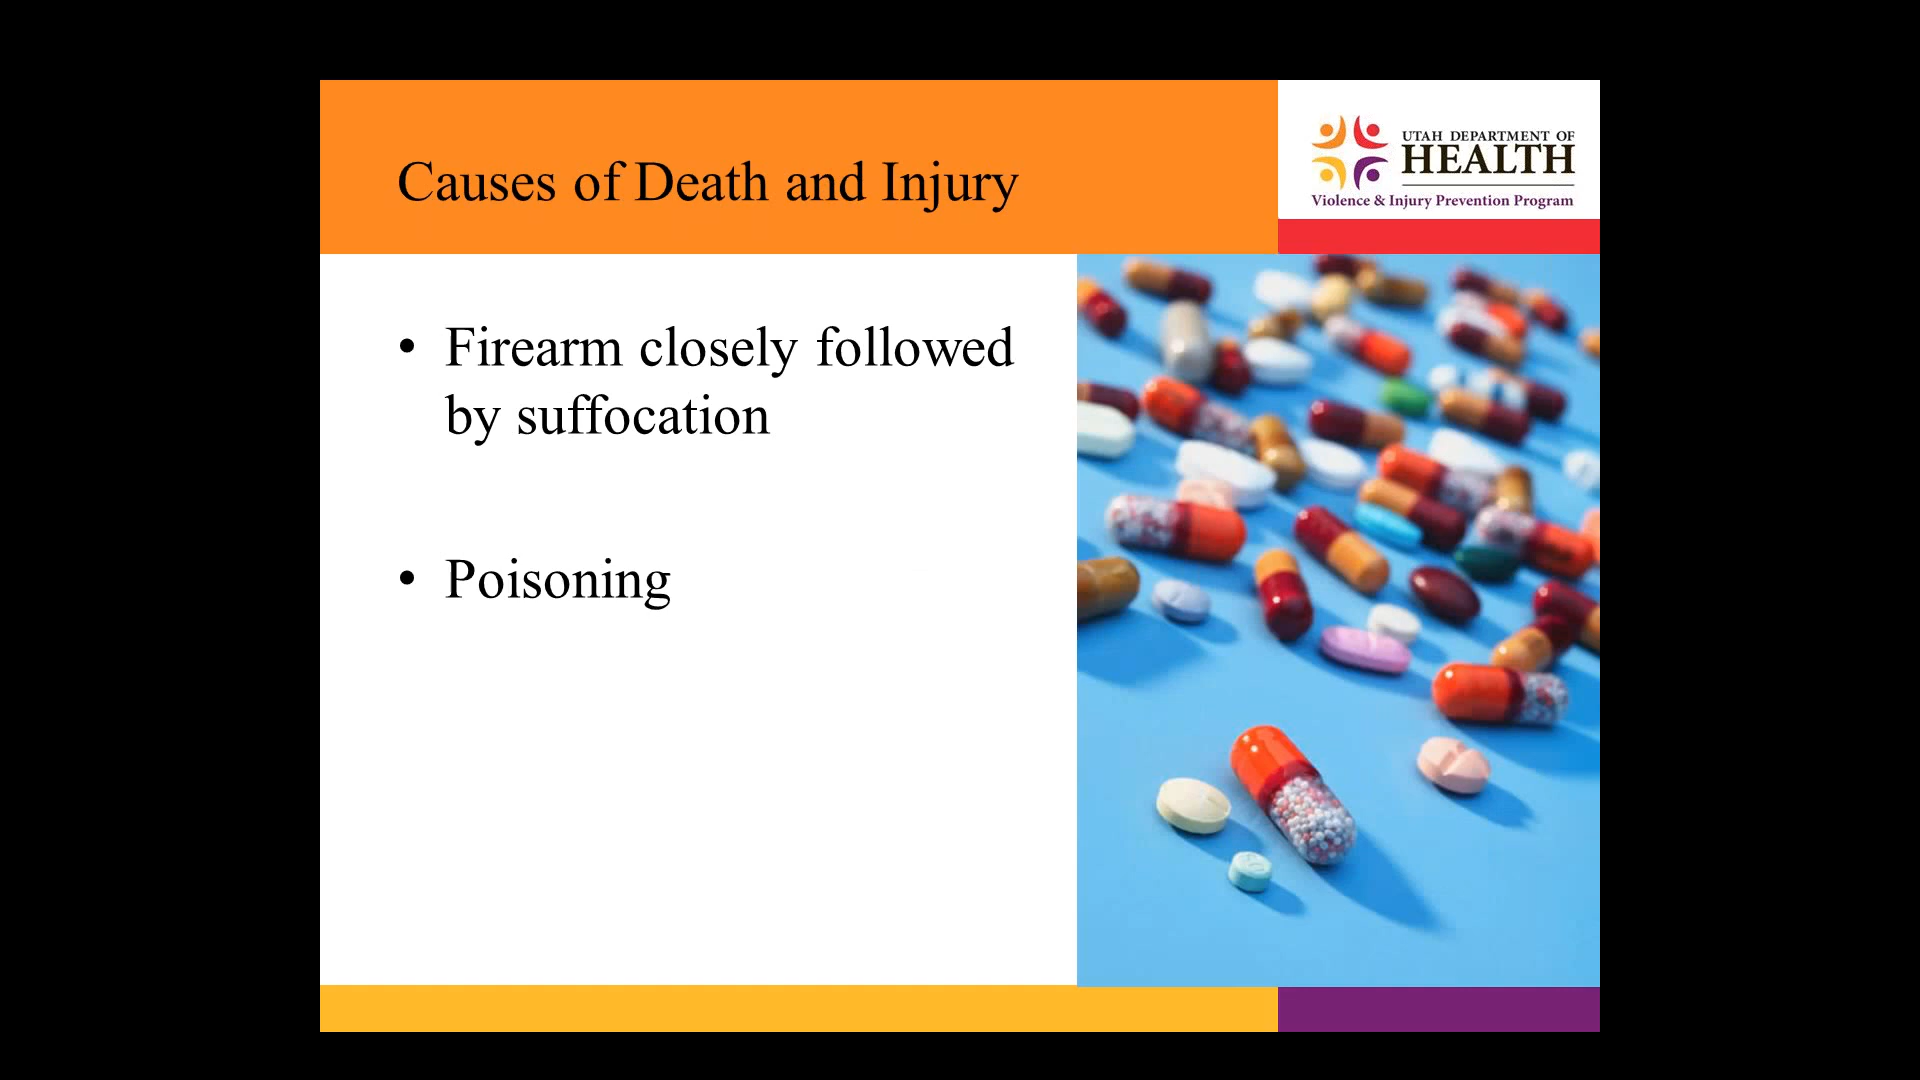 Causes of Death and Injury
UTAH DEPARTMENT OF
HEALTH
Violence & Injury Prevention Program
• Firearm closely followed
by suffocation
• Poisoning